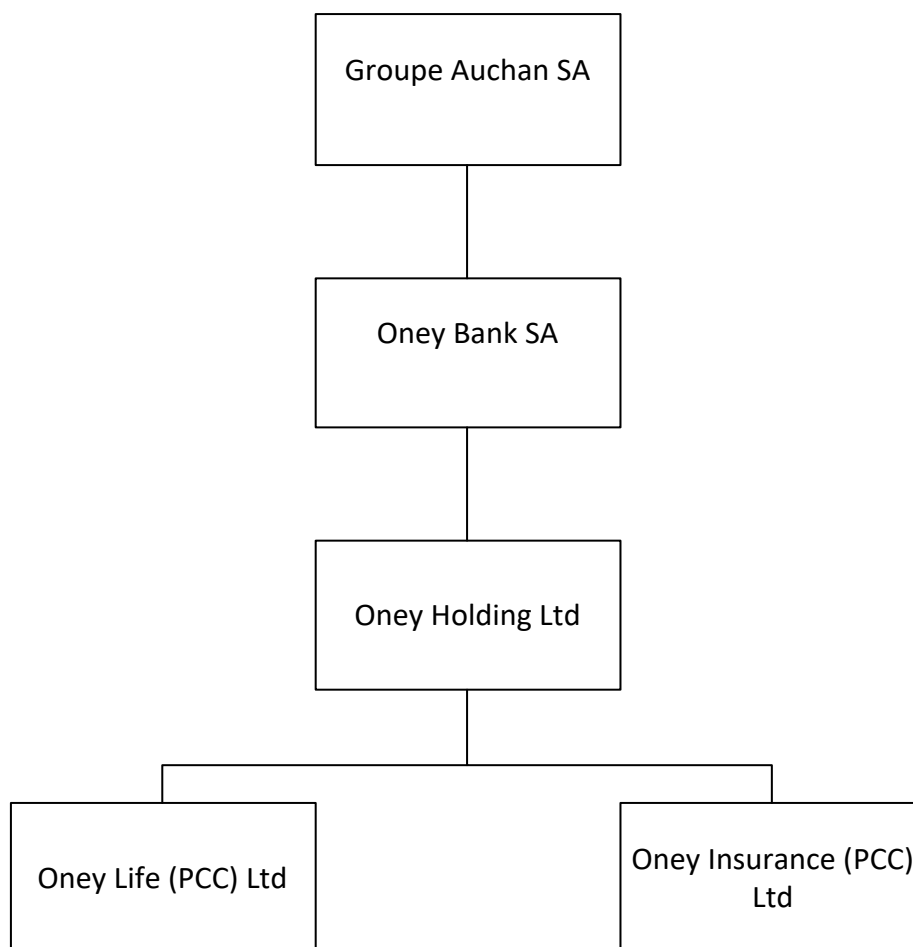 Groupe Auchan SA
Oney Bank SA
Oney Holding Ltd
Oney Life (PCC) Ltd
Oney Insurance (PCC)
Ltd